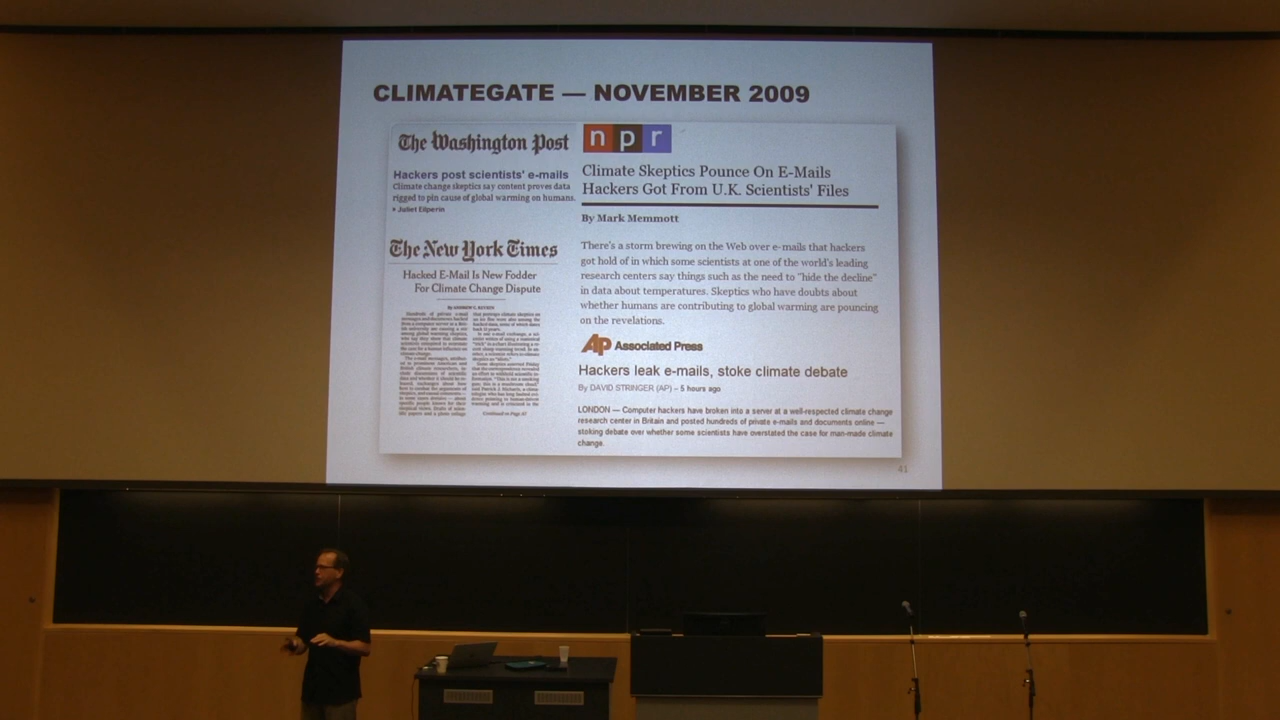 CLIMATEGATE — NOVEMBER 2009
The Washington Post
Hackers post scientists' e-mails
Climate change skeptics say content proves data
rigged to pin cause of global warming on humans.
Juliet Eilperin
The New York Times
Hacked E-Mail Is New Fodder
For Climate Change Dispute
npr
Climate Skeptics Pounce On E-Mails
Hackers Got From U.K. Scientists' Files
By Mark Memmott
There's a storm brewing on the Web over e-mails that hackers
got hold of in which some scientists at one of the world's leading
research centers say things such as the need to "hide the decline"
in data about temperatures. Skeptics who have doubts about
whether humans are contributing to global warming are pouncing
on the revelations.
AP Associated Press
Hackers leak e-mails, stoke climate debate
By DAVID STRINGER (AP) – 5 hours ago
LONDON — Computer hackers have broken into a server at a well-respected climate change
research center in Britain and posted hundreds of private e-mails and documents online —
stoking debate over whether some scientists have overstated the case for man-made climate
change.
41